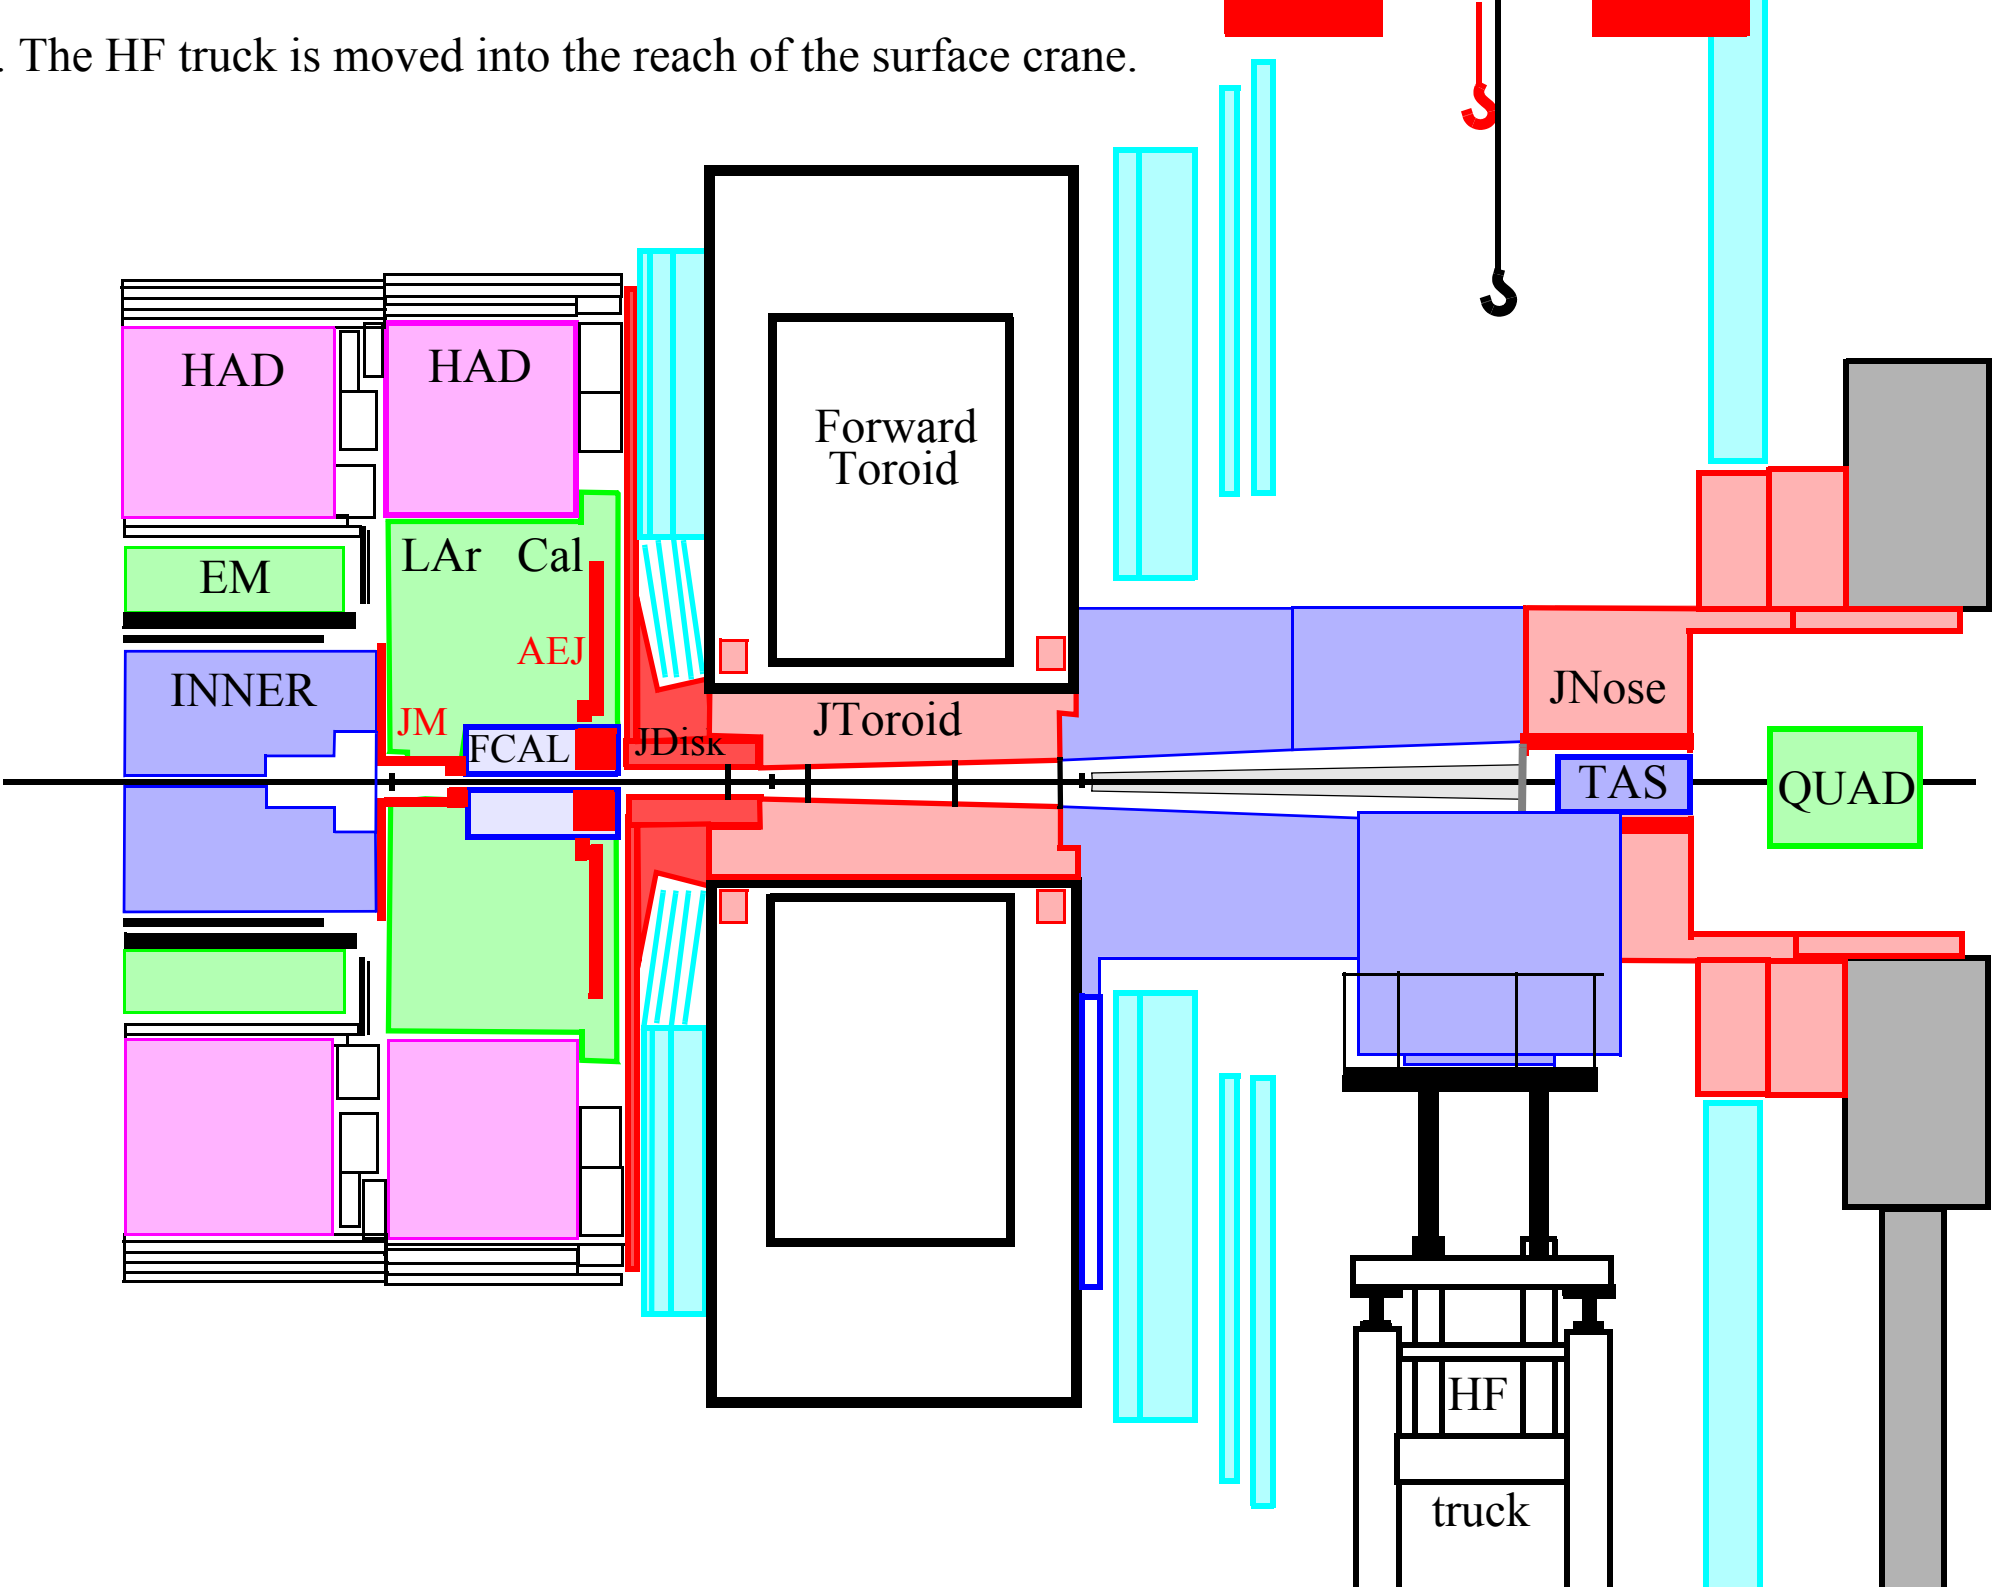 . The HF truck is moved into the reach of the surface crane.
HAD
HAD
Forward
Toroid
LAr Cal
EM
AEJ
INNER
JM
FCAL
JDisk
JToroid
JNose
TAS
QUAD
HF
truck